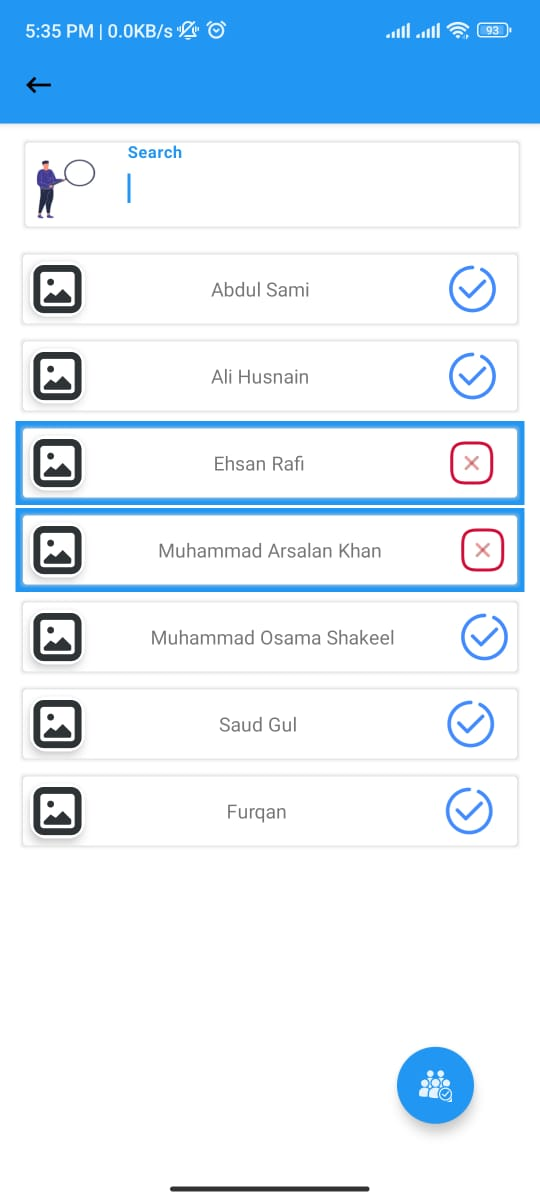 5:35 PM | 0.0KB/s
93
Search
Abdul Sami
Ali Husnain
Ehsan Rafi
Muhammad Arsalan Khan
Muhammad Osama Shakeel
Saud Gul
Furqan